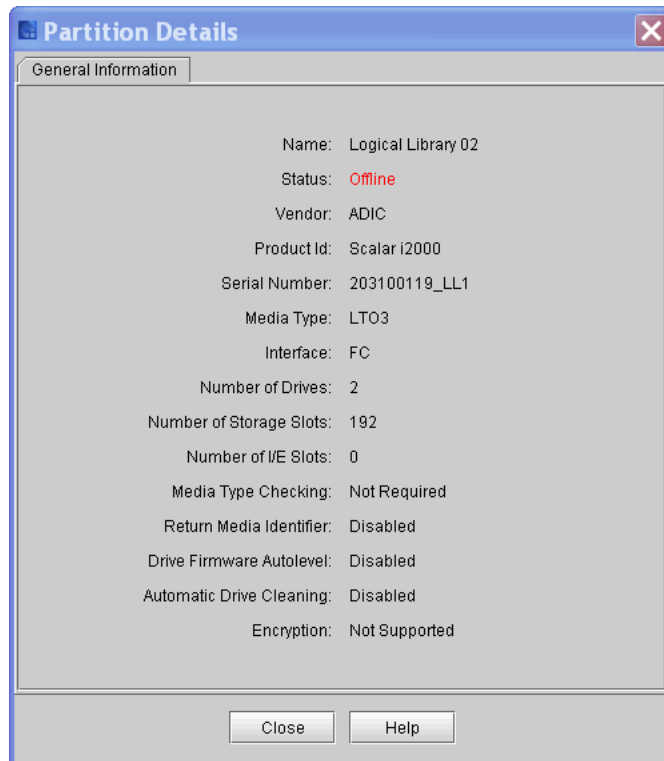 Partition Details
General Information
Name: Logical Library 02
Status: Offline
Vendor: ADIC
Product Id: Scalar i2000
Serial Number: 203100119_LL1
Media Type: LTO3
Interface: FC
Number of Drives: 2
Number of Storage Slots: 192
Number of I/E Slots: 0
Media Type Checking: Not Required
Return Media Identifier: Disabled
Drive Firmware Autolevel: Disabled
Automatic Drive Cleaning: Disabled
Encryption: Not Supported
Close Help